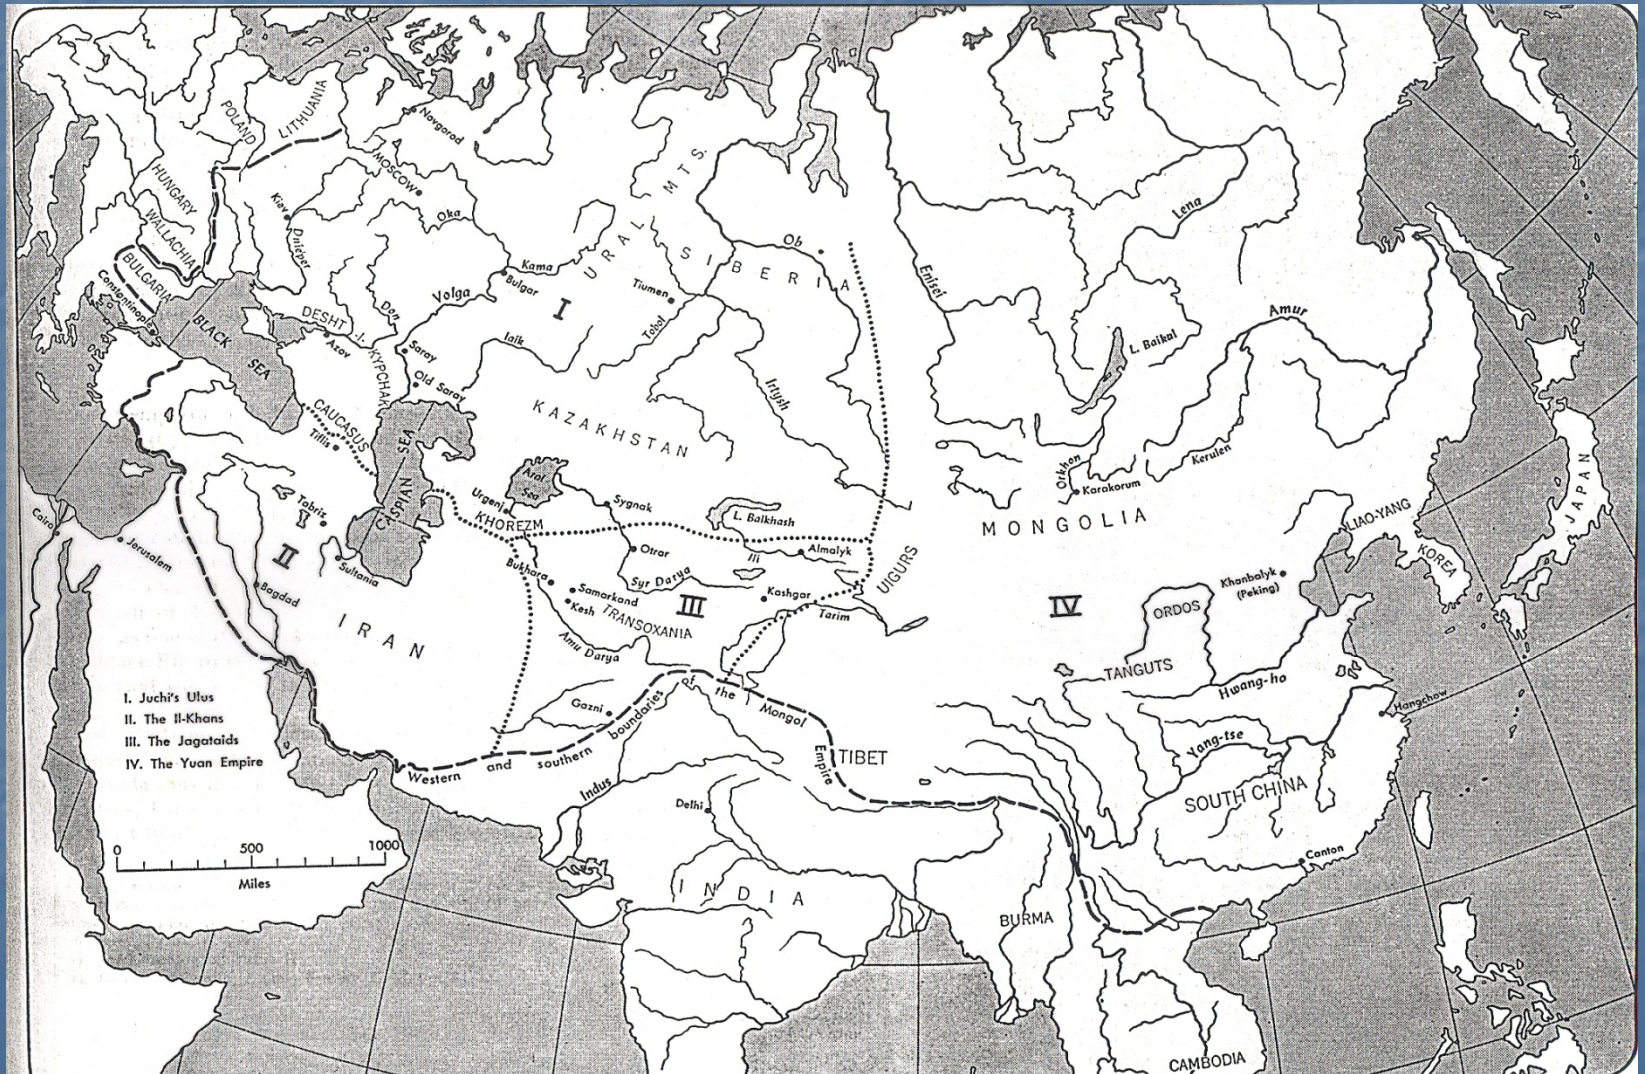 POLAND
LITHUANIA
Novgorod
MOSCOW
HUNGARY
WALLACHIA
BULGARIA
Constantinople
Kiev
Dnieper
Oka
Kama
Bulgar
Volga
Don
DESHT-I-KYPCHAK
Azov
Saray
Old Saray
Iaik
I
URAL MTS.
SIBERIA
Tiumen
Tobol
Ob
Irtysh
Enisei
Lena
L. Baikal
Amur
BLACK SEA
CAUCASUS
Tiflis
CASPIAN SEA
KAZAKHSTAN
Aral Sea
Urgenj
KHOREZM
Sygnak
L. Balkhash
Otrar
Ili
Almalyk
Syr Darya
Bukhara
Samarkand
Kesh
TRANSOXANIA
III
Kashgar
Tarim
UIGURS
Amu Darya
Gazni
Orkhon
Karakorum
Kerulen
MONGOLIA
IV
Cairo
Jerusalem
Tabriz
II
Sultania
Bagdad
IRAN
LIAO-YANG
KOREA
JAPAN
Khanbalyk
(Peking)
ORDOS
TANGUTS
Hwang-ho
Hangchow
Yang-tse
SOUTH CHINA
Canton
TIBET
Western and southern boundaries of the Mongol Empire
Indus
Delhi
INDIA
BURMA
CAMBODIA
I. Juchi's Ulus
II. The Il-Khans
III. The Jagataids
IV. The Yuan Empire
0 500 1000
Miles